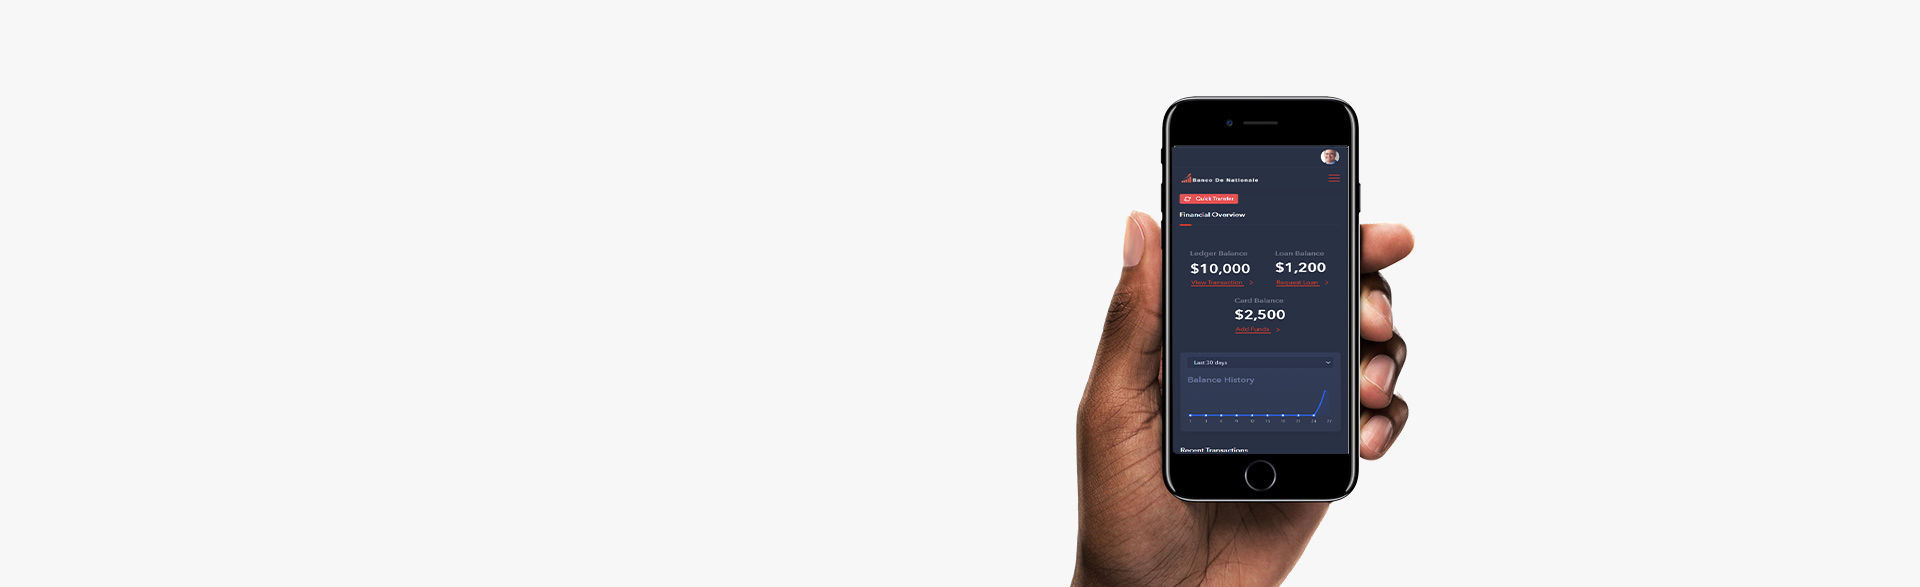 Banco De Nationale
Quick Transfer
Financial Overview
Ledger Balance
Loan Balance
$10,000
$1,200
View Transaction >
Request Loan >
Card Balance
$2,500
Add Funds >
Last 30 days
Balance History
Recent Transactions